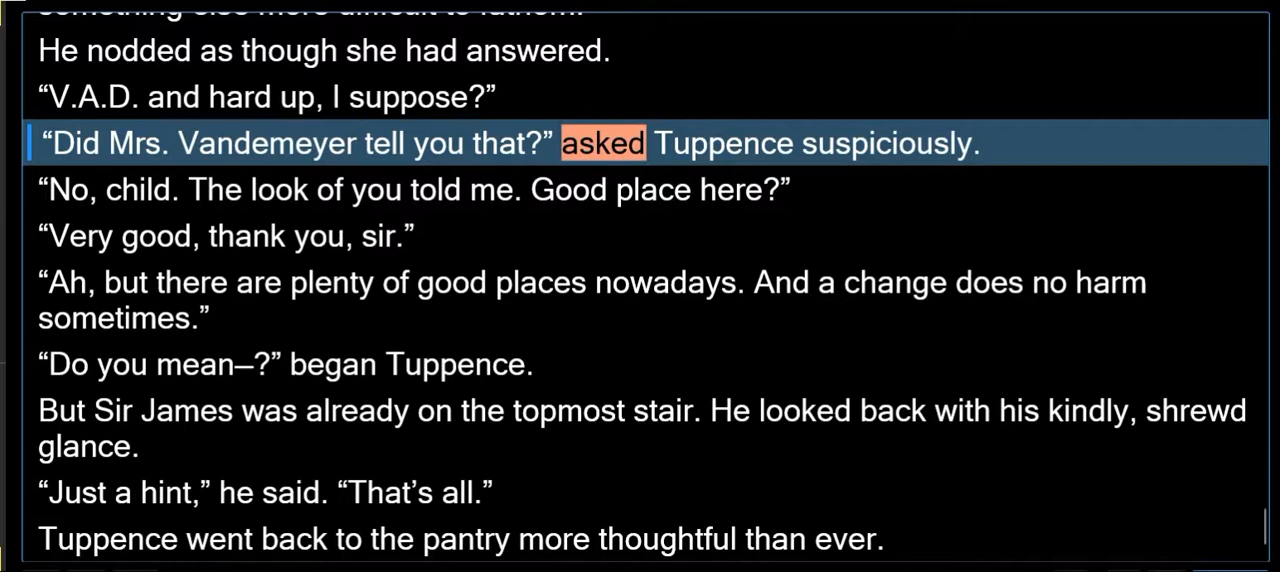 He nodded as though she had answered.
“V.A.D. and hard up, I suppose?”
“Did Mrs. Vandemeyer tell you that?” asked Tuppence suspiciously.
“No, child. The look of you told me. Good place here?”
“Very good, thank you, sir.”
“Ah, but there are plenty of good places nowadays. And a change does no harm
sometimes.”
“Do you mean—?” began Tuppence.
But Sir James was already on the topmost stair. He looked back with his kindly, shrewd
glance.
“Just a hint,” he said. “That’s all.”
Tuppence went back to the pantry more thoughtful than ever.